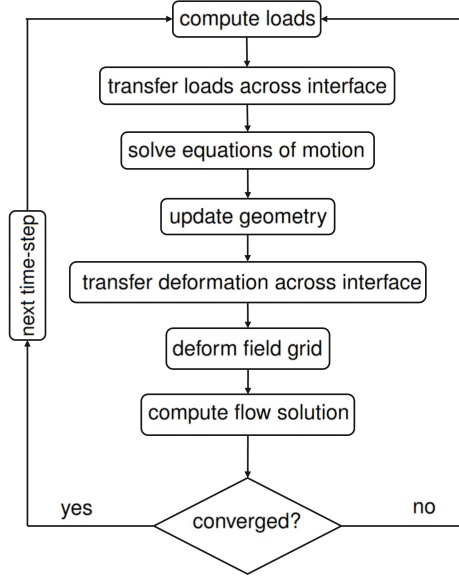 compute loads
transfer loads across interface
solve equations of motion
update geometry
next time-step
transfer deformation across interface
deform field grid
compute flow solution
yes
converged?
no